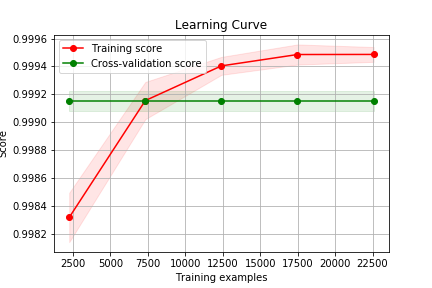 Learning Curve
Training score
Cross-validation score
0.9996
0.9994
0.9992
0.9990
0.9988
0.9986
0.9984
0.9982
Score
2500 5000 7500 10000 12500 15000 17500 20000 22500
Training examples